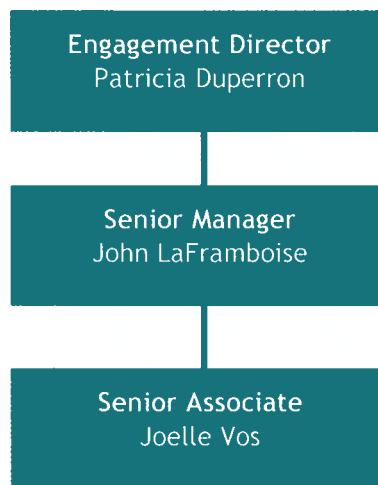 Engagement Director
Patricia Duperron
Senior Manager
John LaFramboise
Senior Associate
Joelle Vos